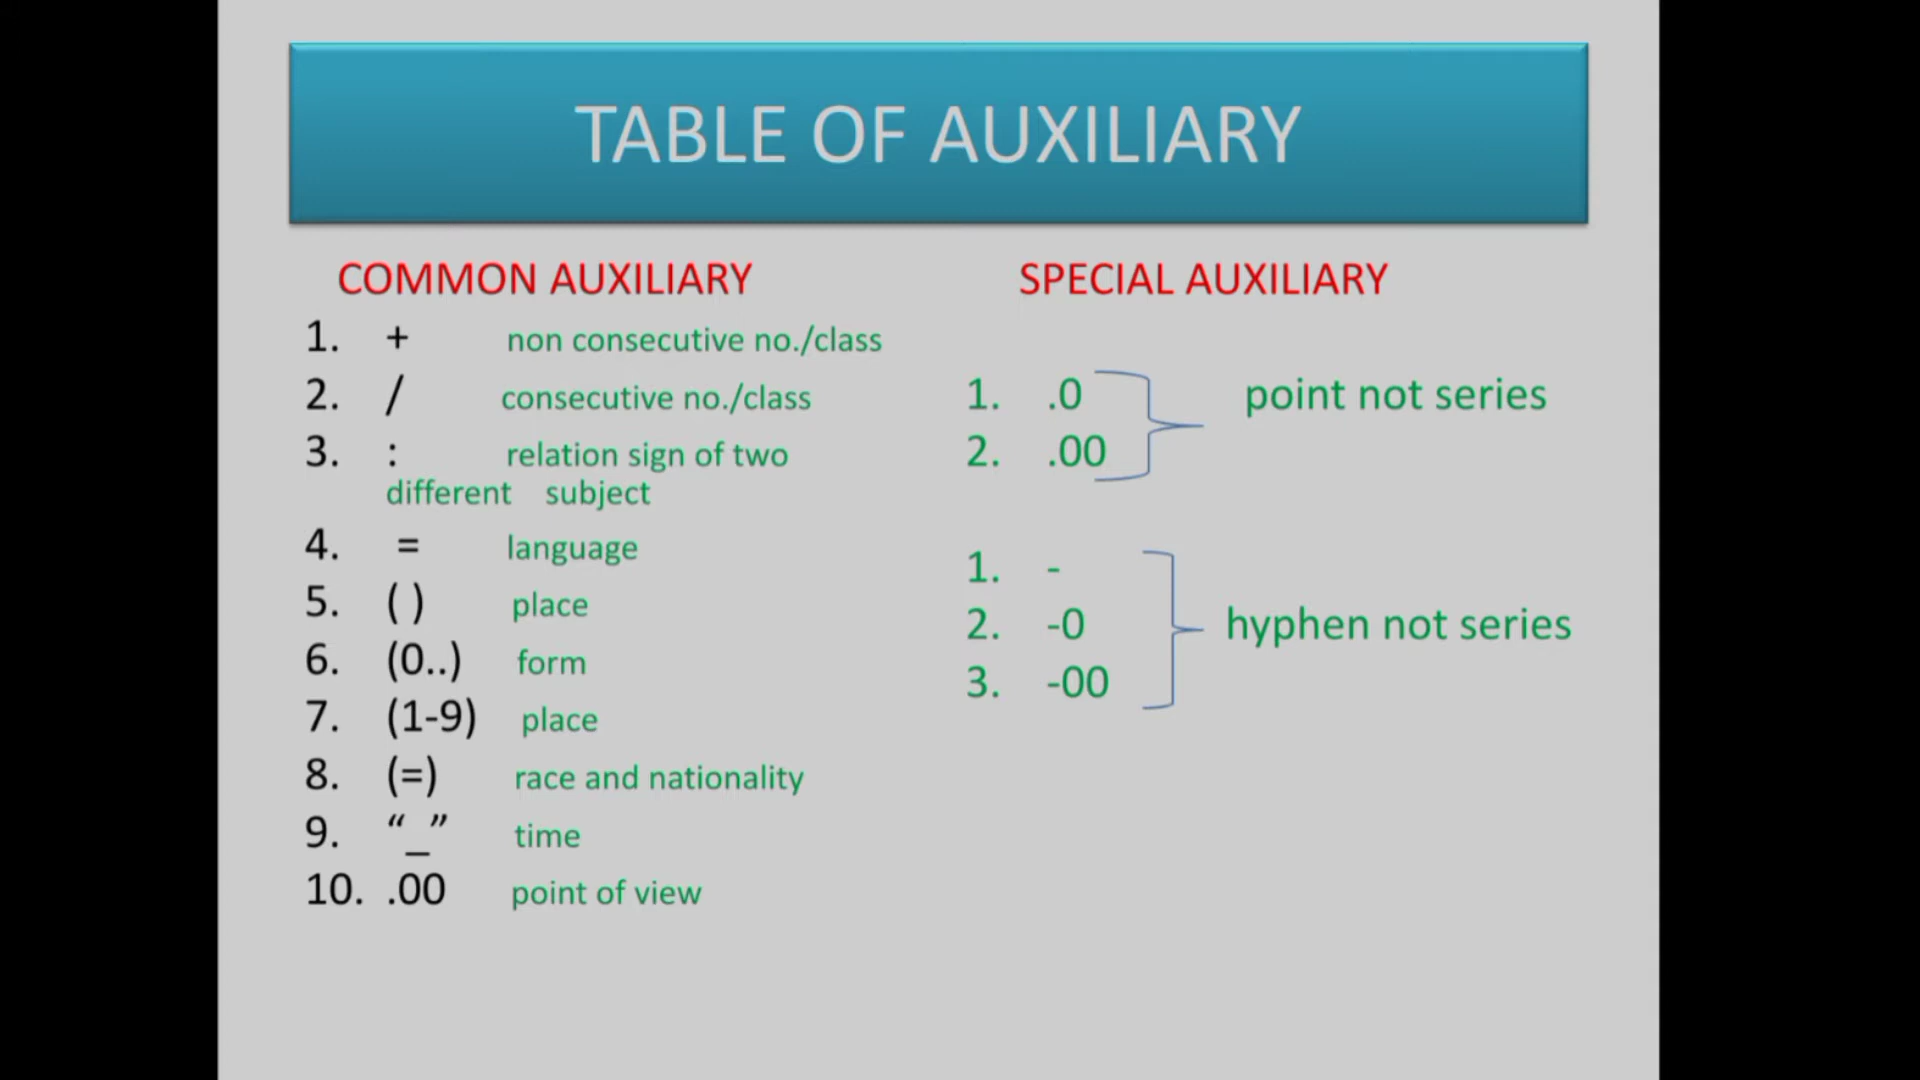 TABLE OF AUXILIARY
COMMON AUXILIARY
1. + non consecutive no./class
2. / consecutive no./class
3. : relation sign of two
different subject
4. = language
5. ( ) place
6. (0..) form
7. (1-9) place
8. (=) race and nationality
9. “_” time
10. .00 point of view
SPECIAL AUXILIARY
1. .0
2. .00
point not series
1. -
2. -0
3. -00
hyphen not series